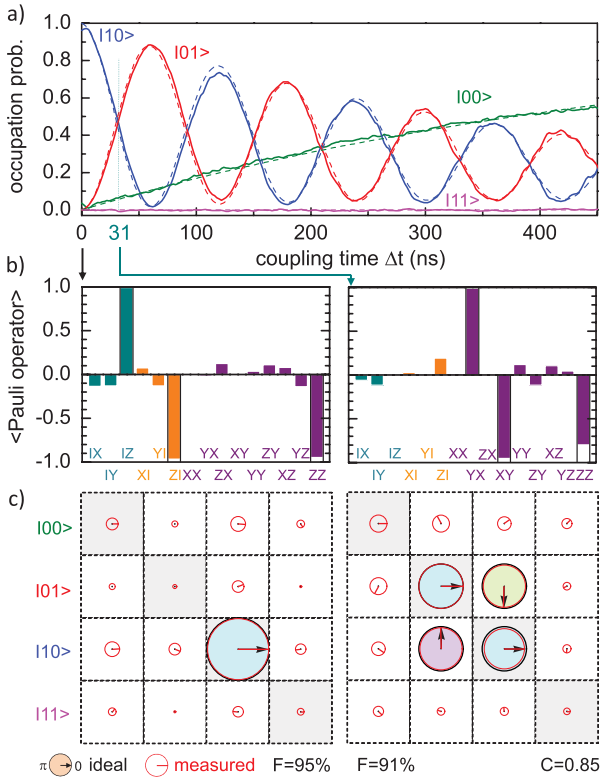 a)
occupation prob.
1.0
0.8
0.6
0.4
0.2
0.0
I10>
I01>
I00>
I11>
0 31 100 200 300 400
coupling time Δt (ns)
b)
<Pauli operator>
1.0
0.5
0.0
-0.5
-1.0
IX IZ YI YX XY ZY YZ
IY XI ZI XX ZX YY XZ ZZ
IX IZ YI XX ZX YY XZ
IY XI ZI YX XY ZY YZ ZZ
c)
I00>
I01>
I10>
I11>
π 0 ideal measured F=95% F=91% C=0.85